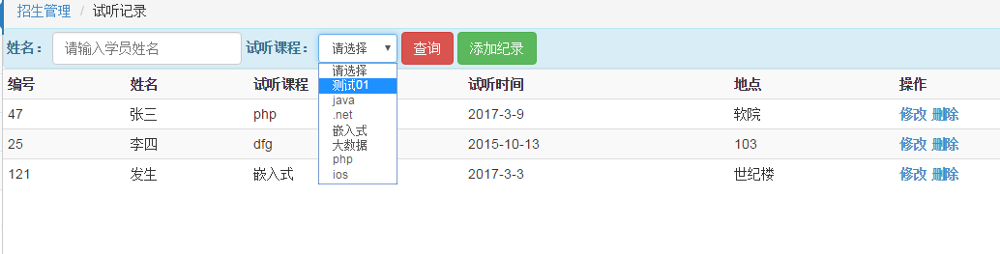 招生管理 / 试听记录
姓名： 请输入学员姓名 试听课程： 请选择 查询 添加纪录
请选择
测试01
java
.net
嵌入式
大数据
php
ios
编号 姓名 试听课程 试听时间 地点 操作
47 张三 php 2017-3-9 软院 修改 删除
25 李四 dfg 2015-10-13 103 修改 删除
121 发生 嵌入式 2017-3-3 世纪楼 修改 删除